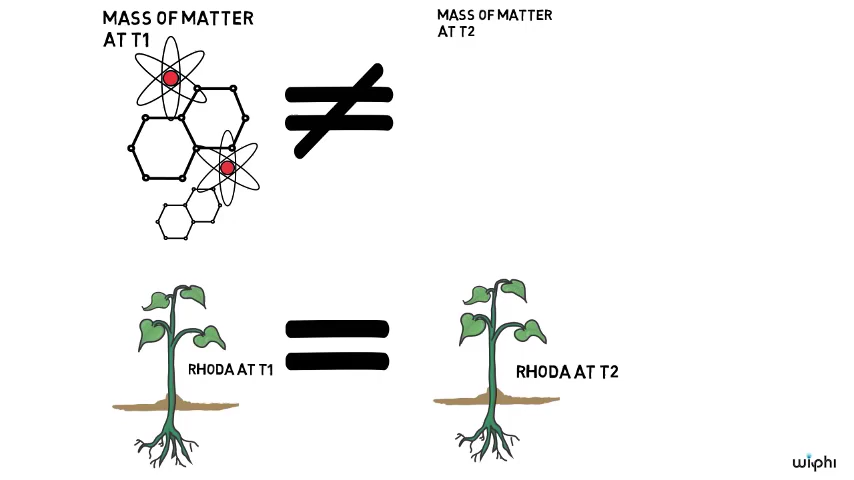 MASS OF MATTER
AT T1
MASS OF MATTER
AT T2
RHODA AT T1
RHODA AT T2
wiphi